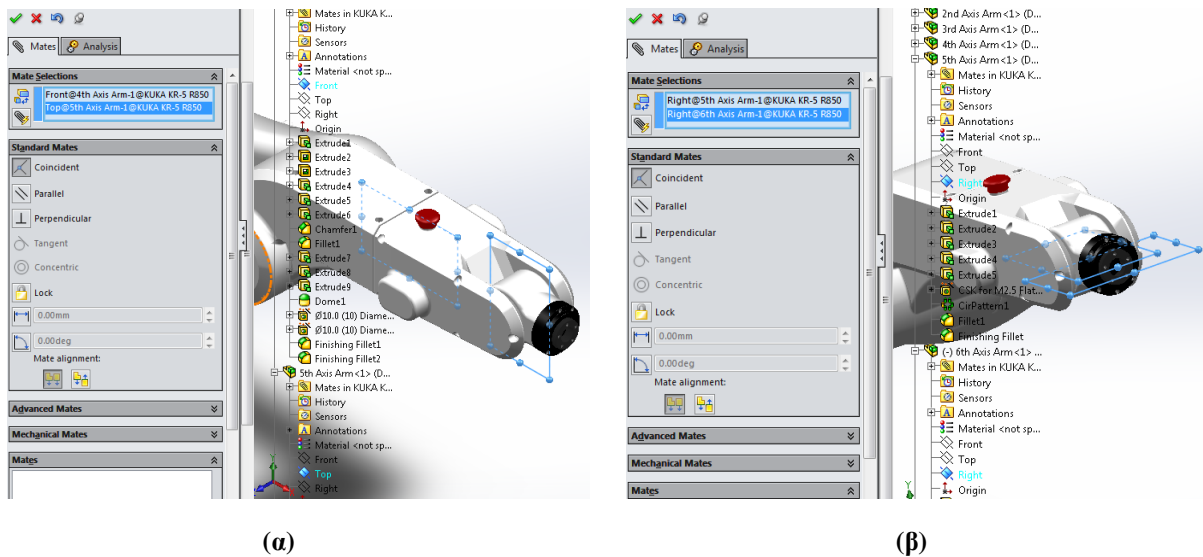 Mates
Analysis
Mate Selections
Front@4th Axis Arm-1@KUKA KR-5 R850
Top@5th Axis Arm-1@KUKA KR-5 R850
Standard Mates
Coincident
Parallel
Perpendicular
Tangent
Concentric
Lock
0.00mm
0.00deg
Mate alignment:
Advanced Mates
Mechanical Mates
Mates
Mates in KUKA K...
History
Sensors
Annotations
Material <not sp...
Front
Top
Right
Origin
Extrude1
Extrude2
Extrude3
Extrude4
Extrude5
Extrude6
Chamfer1
Fillet1
Extrude7
Extrude8
Extrude9
Dome1
Ø10.0 (10) Diame...
Ø10.0 (10) Diame...
Finishing Fillet1
Finishing Fillet2
5th Axis Arm<1> (D...
Mates in KUKA K...
History
Sensors
Annotations
Material <not sp...
Front
Top
Right
(α)
Mates
Analysis
Mate Selections
Right@5th Axis Arm-1@KUKA KR-5 R850
Right@6th Axis Arm-1@KUKA KR-5 R850
Standard Mates
Coincident
Parallel
Perpendicular
Tangent
Concentric
Lock
0.00mm
0.00deg
Mate alignment:
Advanced Mates
Mechanical Mates
Mates
2nd Axis Arm<1> (D...
3rd Axis Arm<1> (D...
4th Axis Arm<1> (D...
5th Axis Arm<1> (D...
Mates in KUKA K...
History
Sensors
Annotations
Material <not sp...
Front
Top
Right
Origin
Extrude1
Extrude2
Extrude3
Extrude4
Extrude5
CSK for M2.5 Flat...
CirPattern1
Fillet1
Finishing Fillet
(-) 6th Axis Arm<1> ...
Mates in KUKA K...
History
Sensors
Annotations
Material <not sp...
Front
Top
Right
Origin
(β)